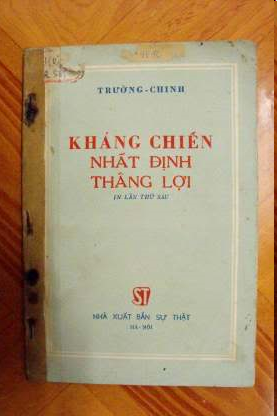 TRƯỜNG-CHINH
KHÁNG CHIẾN
NHẤT ĐỊNH
THẮNG LỢI
IN LẦN THỨ SÁU
ST
NHÀ XUẤT BẢN SỰ THẬT
HÀ-NỘI